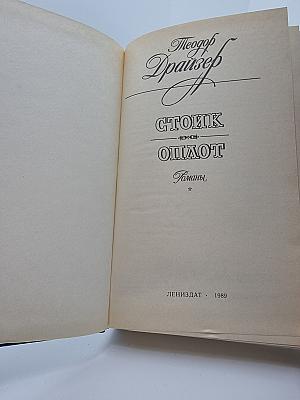 Теодор
Драйзер
СТОИК
ОПЛОТ
Романы
*
ЛЕНИЗДАТ · 1989